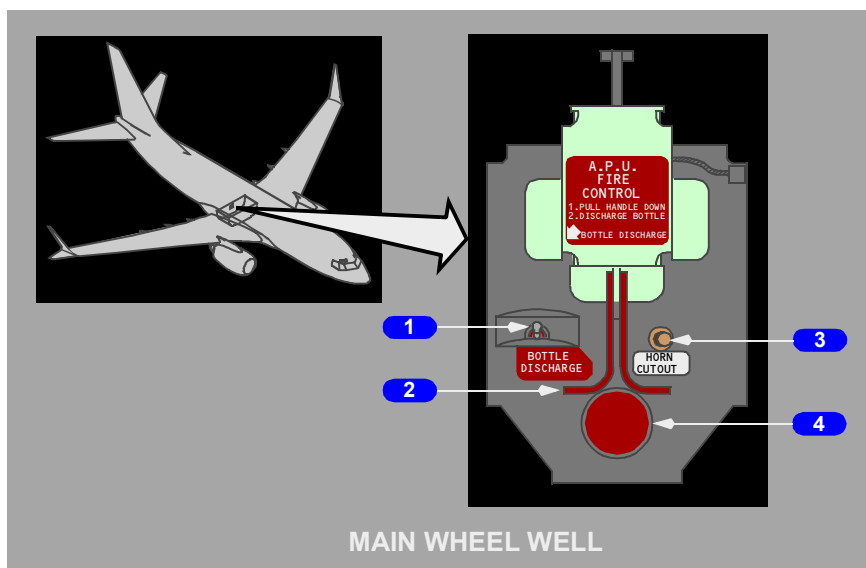 A.P.U.
FIRE
CONTROL
1.PULL HANDLE DOWN
2.DISCHARGE BOTTLE
BOTTLE DISCHARGE
1
BOTTLE
DISCHARGE
2
3
HORN
CUTOUT
4
MAIN WHEEL WELL